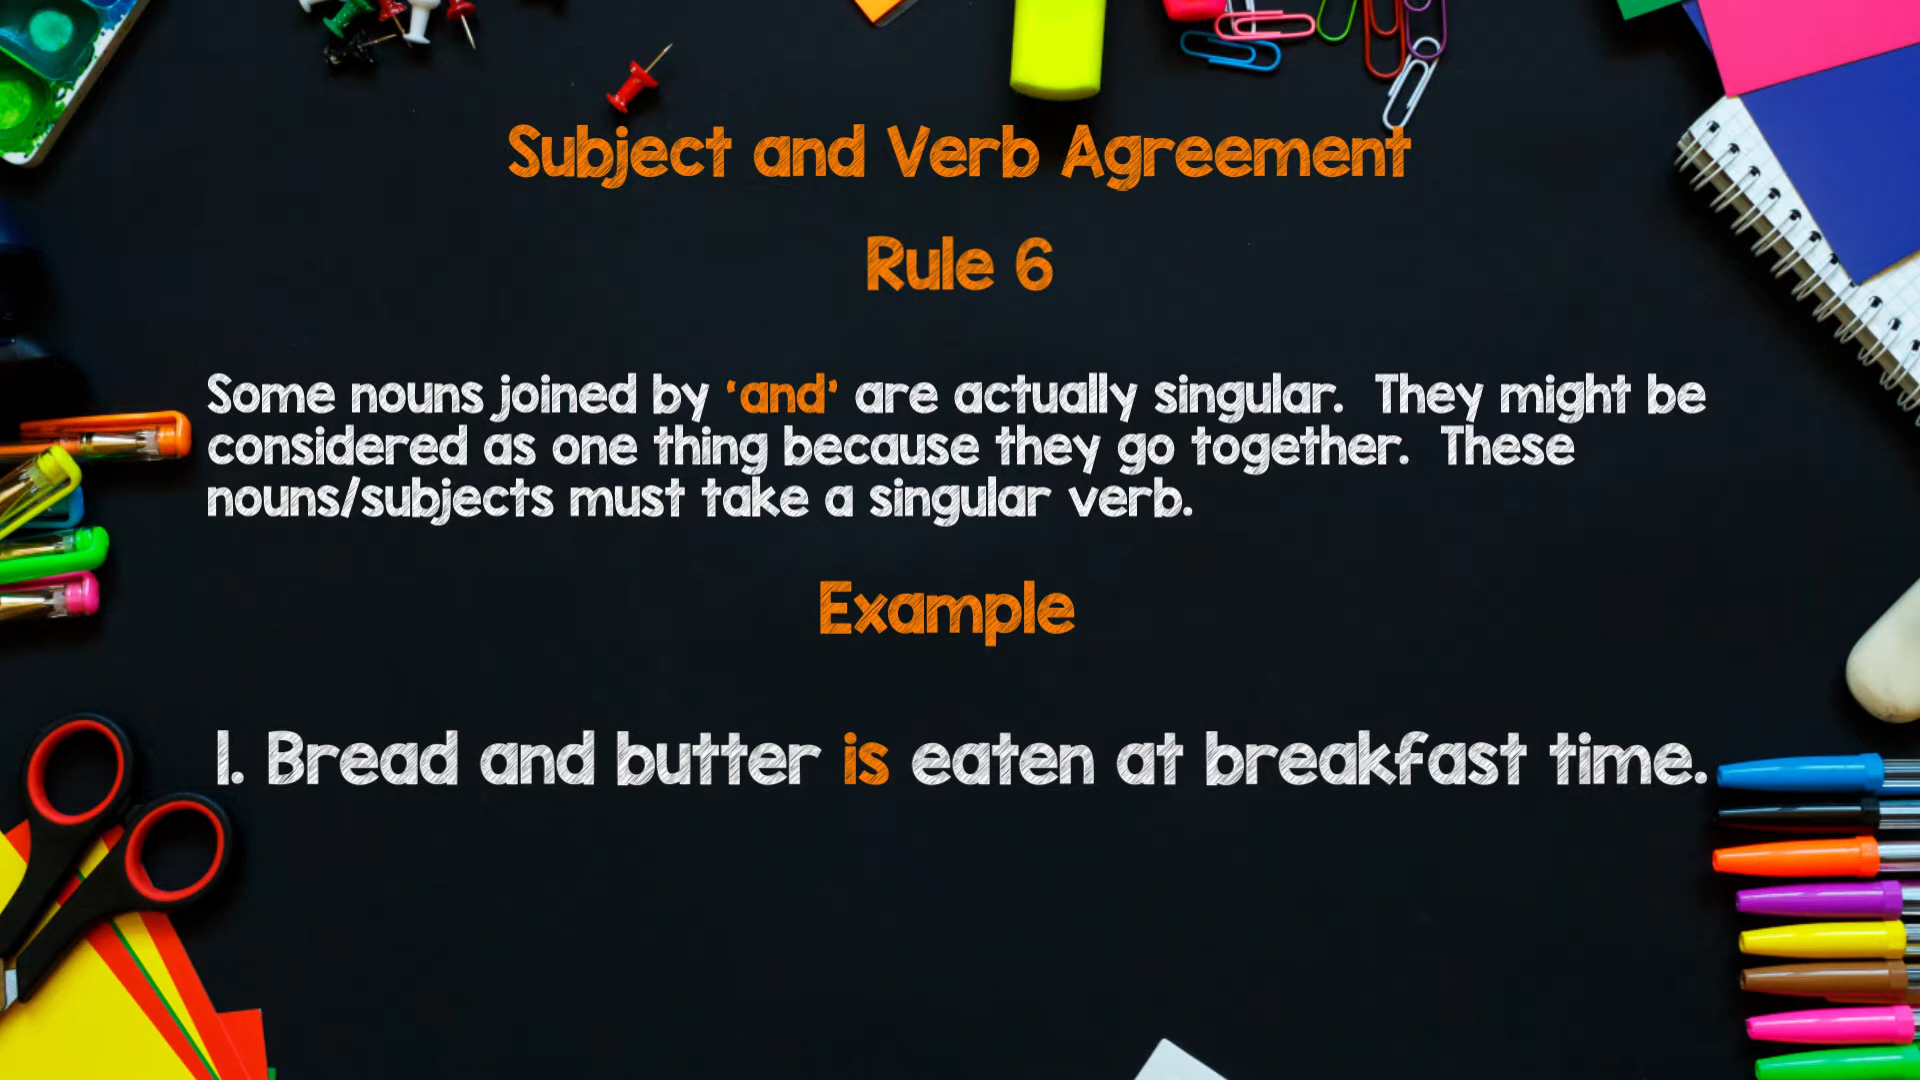 Subject and Verb Agreement
Rule 6
Some nouns joined by 'and' are actually singular. They might be
considered as one thing because they go together. These
nouns/subjects must take a singular verb.
Example
1. Bread and butter is eaten at breakfast time.